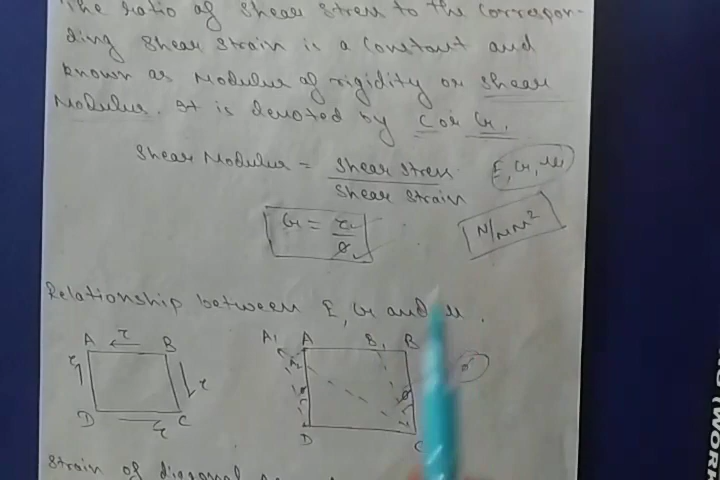 The ratio of shear stress to the correspon-
ding shear strain is a constant and
known as Modulus of rigidity or shear
Modulus. It is denoted by C or G.
Shear Modulus = shear stress / shear strain
E, G, μ
G = τ / φ
N/mm²
Relationship between E, G and μ.
A τ B
τ τ
D τ C
A1 A B1 B
A2
φ φ
D C
strain of diagonal
(WORK